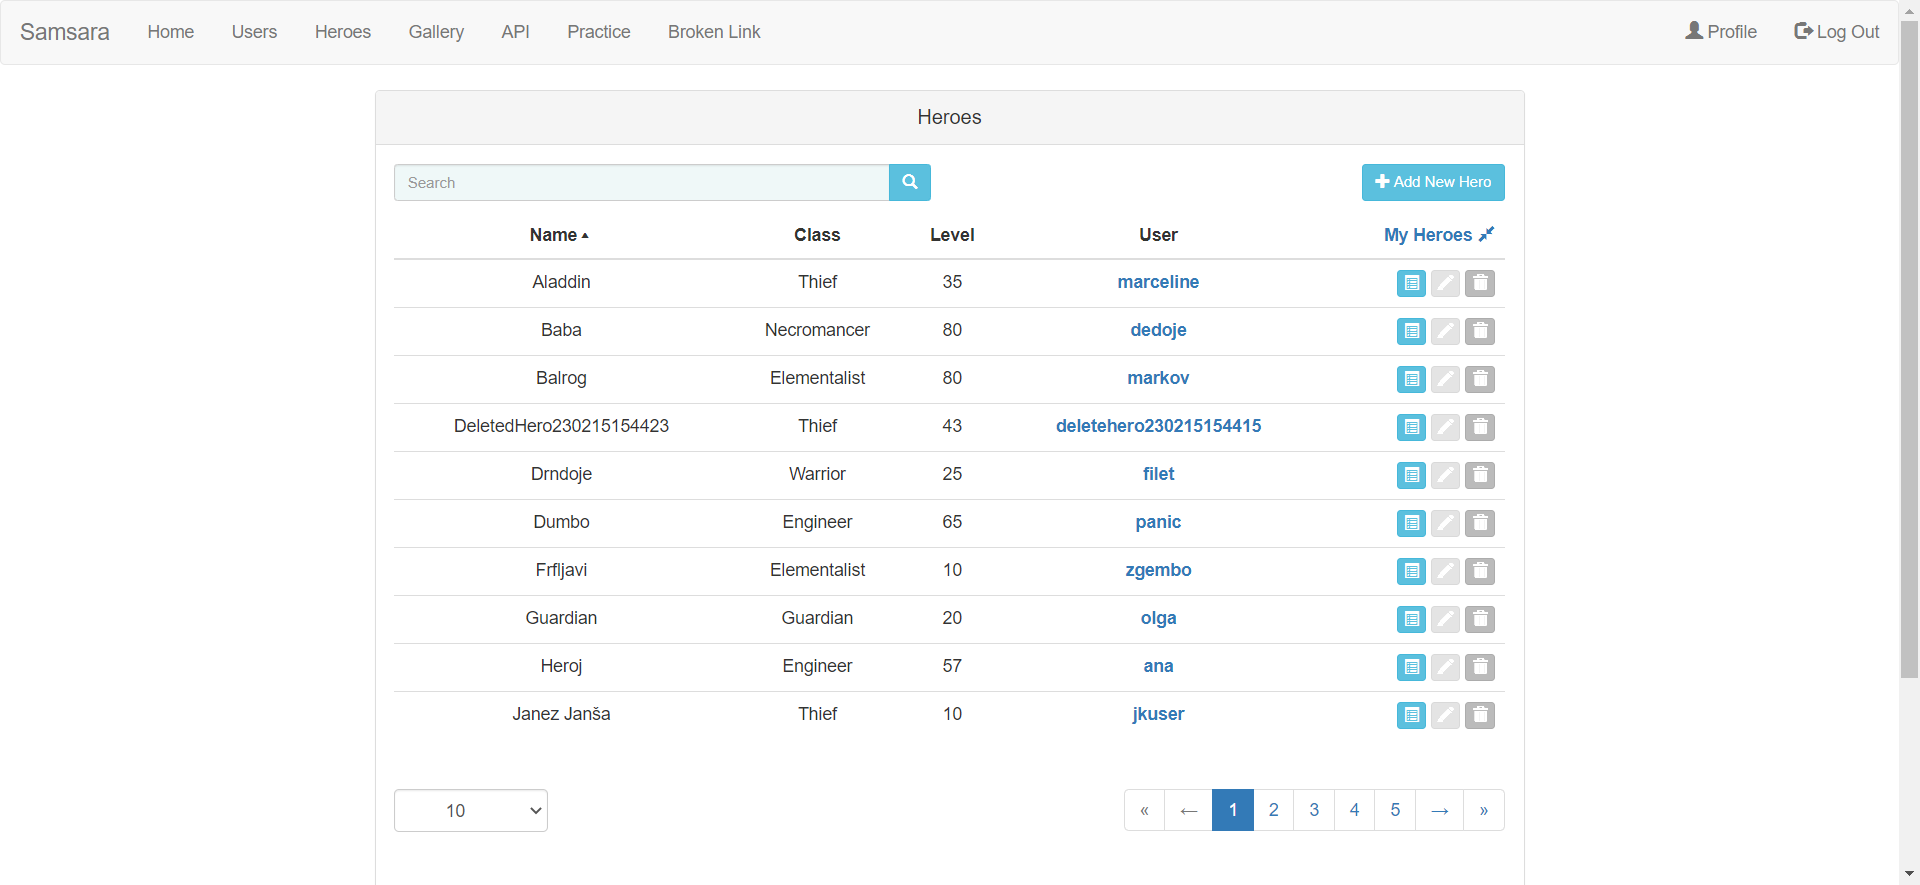 Samsara Home Users Heroes Gallery API Practice Broken Link Profile Log Out
Heroes
Search Add New Hero
Name Class Level User My Heroes
Aladdin Thief 35 marceline
Baba Necromancer 80 dedoje
Balrog Elementalist 80 markov
DeletedHero230215154423 Thief 43 deletehero230215154415
Drndoje Warrior 25 filet
Dumbo Engineer 65 panic
Frfljavi Elementalist 10 zgembo
Guardian Guardian 20 olga
Heroj Engineer 57 ana
Janez Janša Thief 10 jkuser
10 « ← 1 2 3 4 5 → »